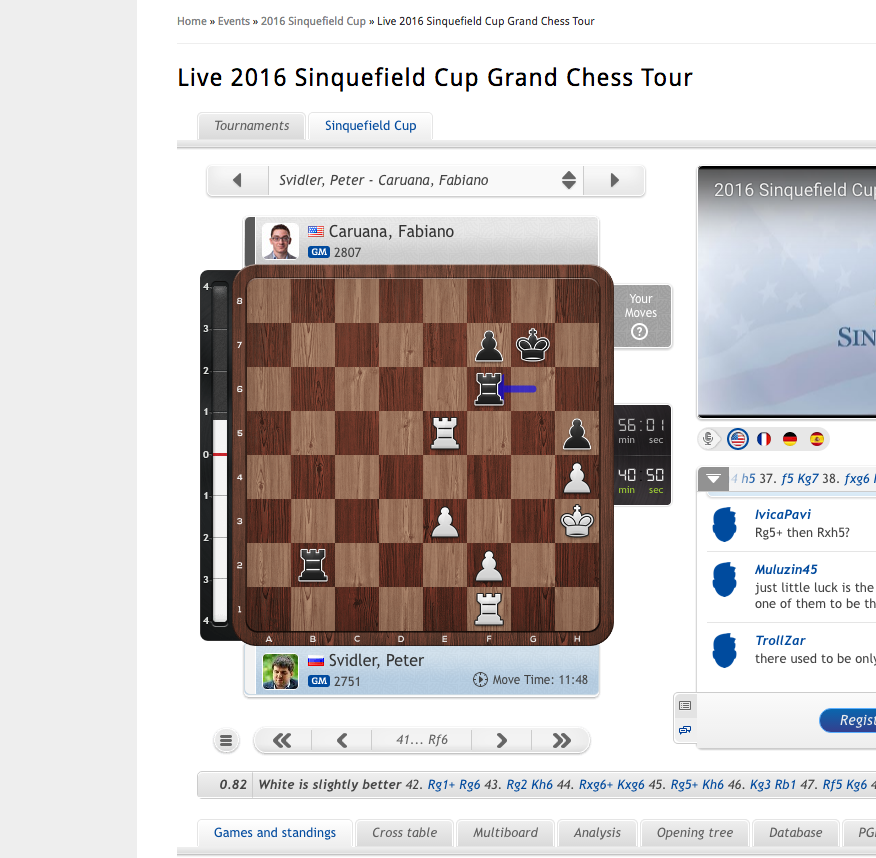 Home » Events » 2016 Sinquefield Cup » Live 2016 Sinquefield Cup Grand Chess Tour
Live 2016 Sinquefield Cup Grand Chess Tour
Tournaments
Sinquefield Cup
Svidler, Peter - Caruana, Fabiano
2016 Sinquefield Cu
SIN
Caruana, Fabiano
GM 2807
Your
Moves
?
4
3
2
1
0
1
2
3
4
8
7
6
5
4
3
2
1
A B C D E F G H
56:01
min sec
40 50
min sec
Svidler, Peter
GM 2751
Move Time: 11:48
4 h5 37. f5 Kg7 38. fxg6
IvicaPavi
Rg5+ then Rxh5?
Muluzin45
just little luck is the
one of them to be th
TrollZar
there used to be only
Regist
41... Rf6
0.82 White is slightly better 42. Rg1+ Rg6 43. Rg2 Kh6 44. Rxg6+ Kxg6 45. Rg5+ Kh6 46. Kg3 Rb1 47. Rf5 Kg6 4
Games and standings
Cross table
Multiboard
Analysis
Opening tree
Database
PG